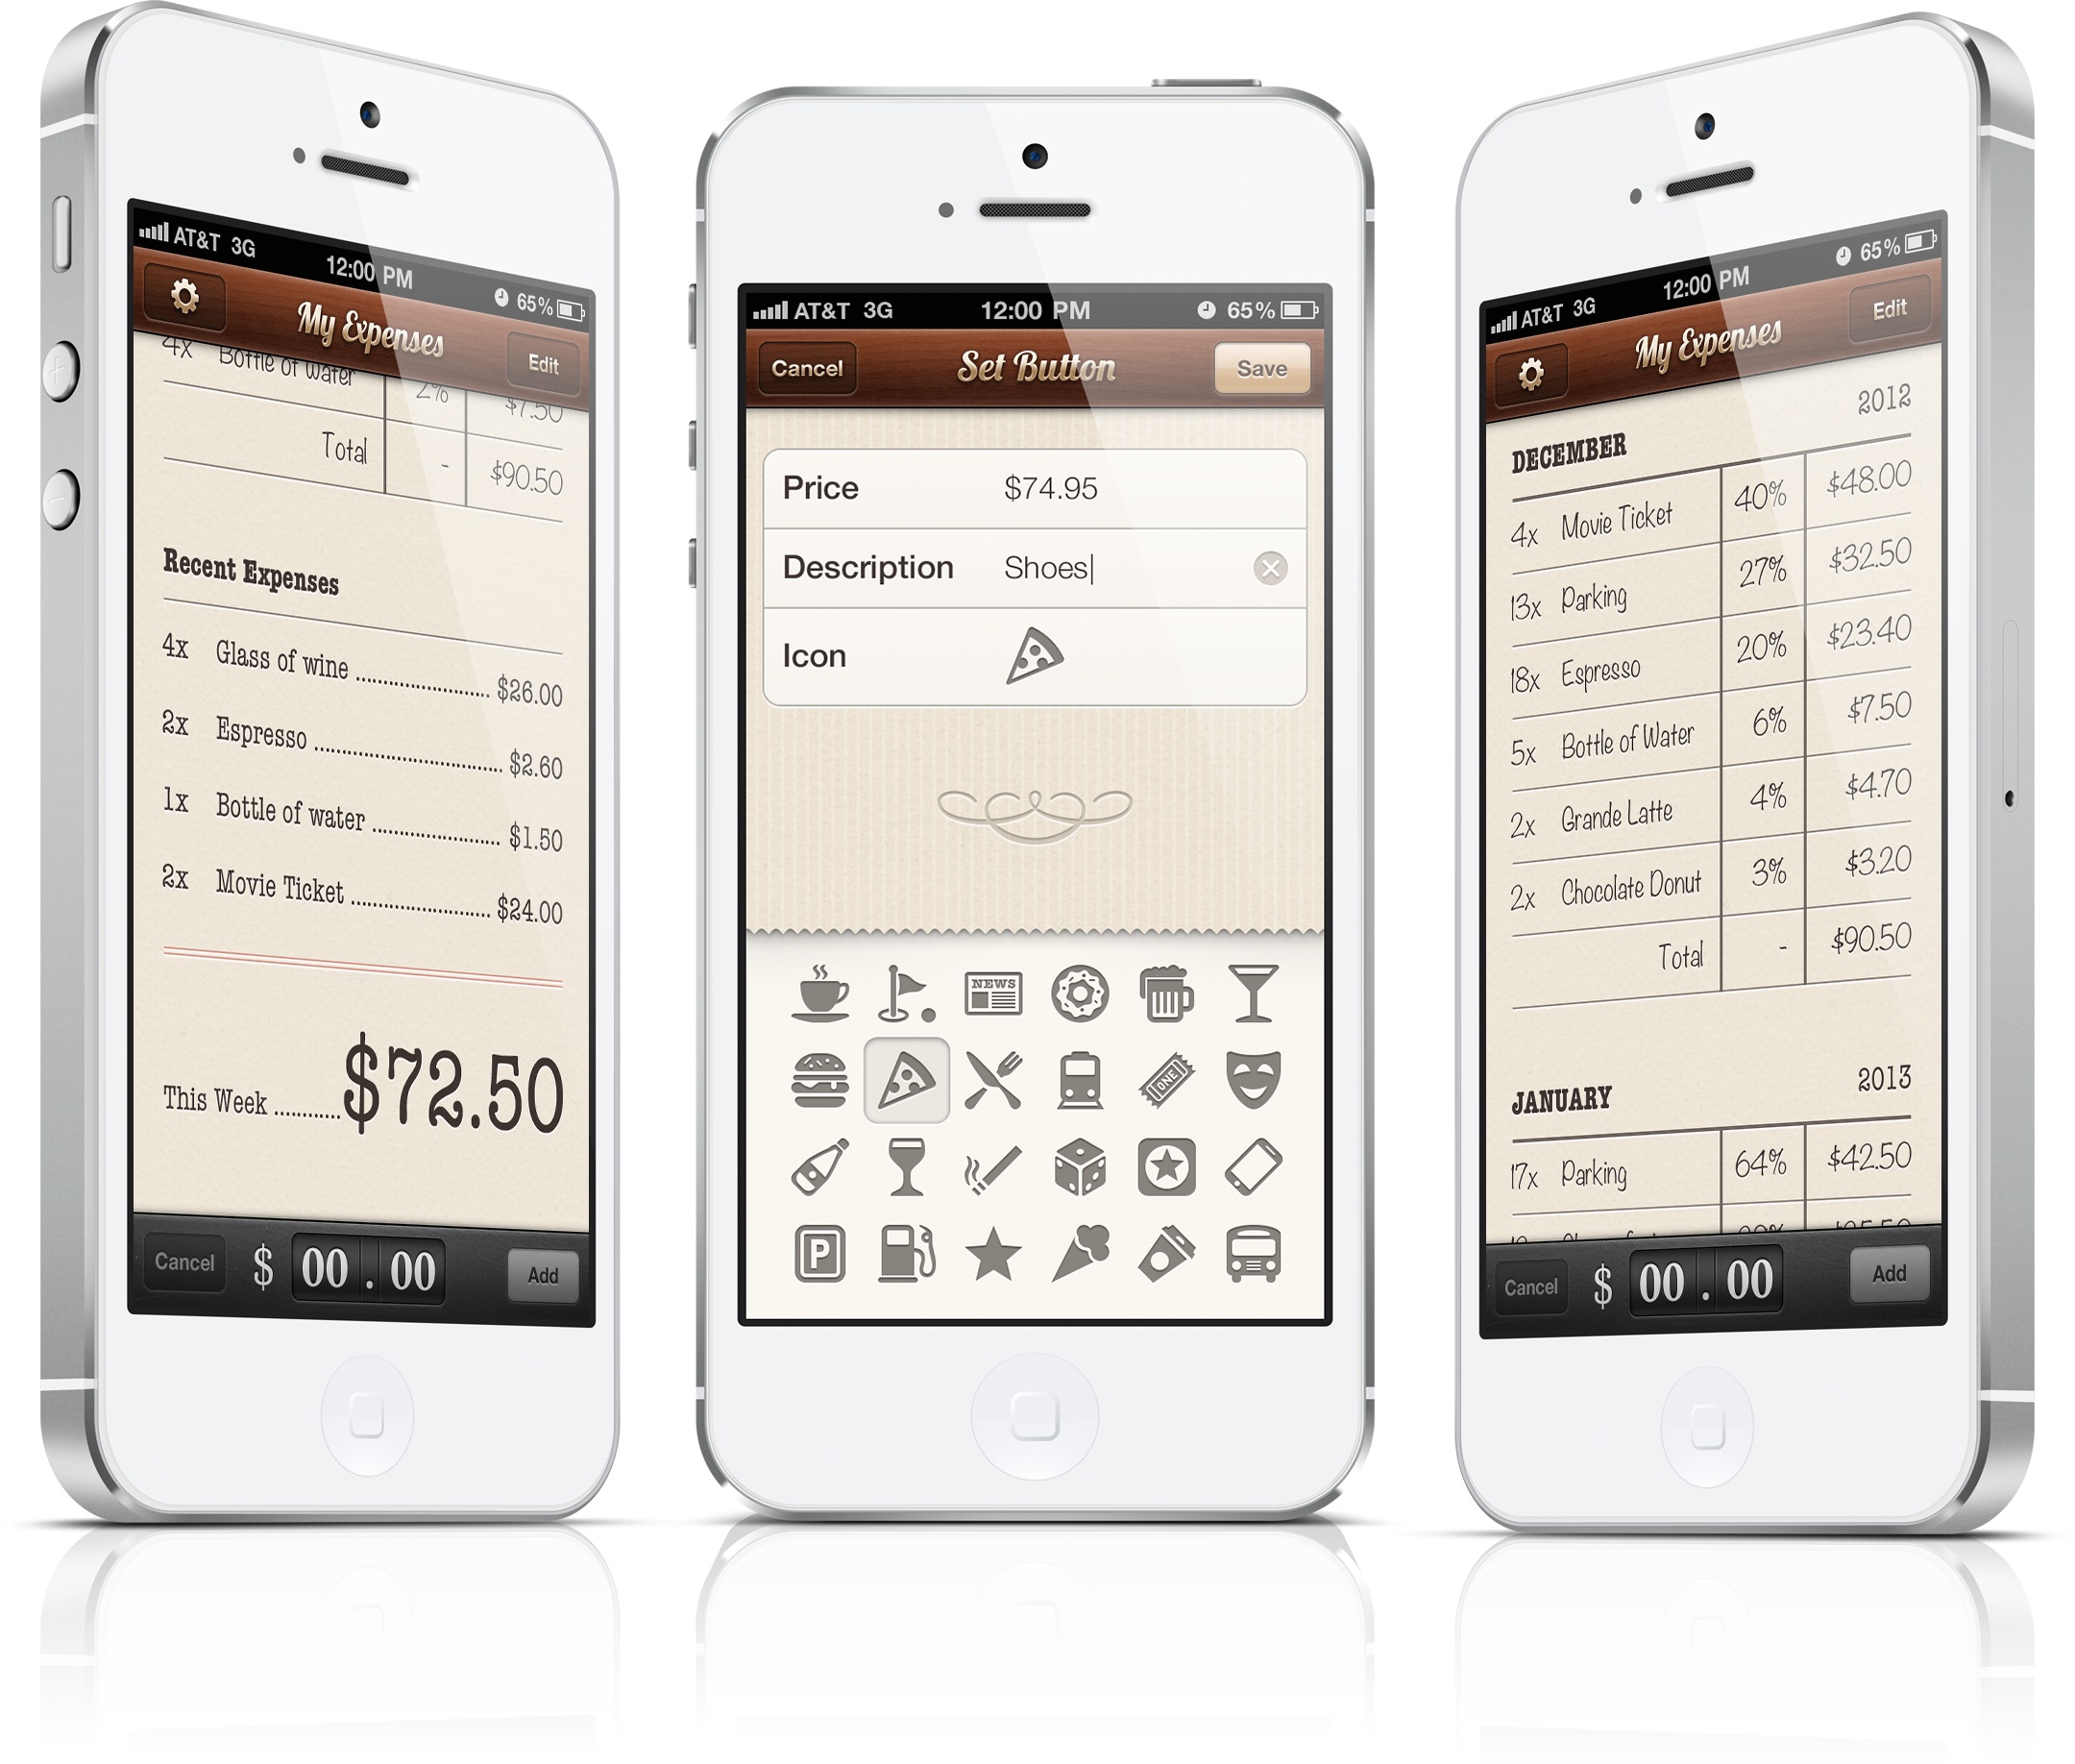 AT&T 3G 12:00 PM 65%
My Expenses Edit
4x Bottle of water 2% $7.50
Total - $90.50
Recent Expenses
4x Glass of wine ........................ $26.00
2x Espresso .................................. $2.60
1x Bottle of water ....................... $1.50
2x Movie Ticket ......................... $24.00
This Week ............ $72.50
Cancel $ 00 . 00 Add
AT&T 3G 12:00 PM 65%
Cancel Set Button Save
Price $74.95
Description Shoes
Icon
NEWS
ONE
P
AT&T 3G 12:00 PM 65%
My Expenses Edit
2012
DECEMBER
4x Movie Ticket 40% $48.00
13x Parking 27% $32.50
18x Espresso 20% $23.40
5x Bottle of Water 6% $7.50
2x Grande Latte 4% $4.70
2x Chocolate Donut 3% $3.20
Total - $90.50
JANUARY 2013
17x Parking 64% $42.50
Cancel $ 00 . 00 Add